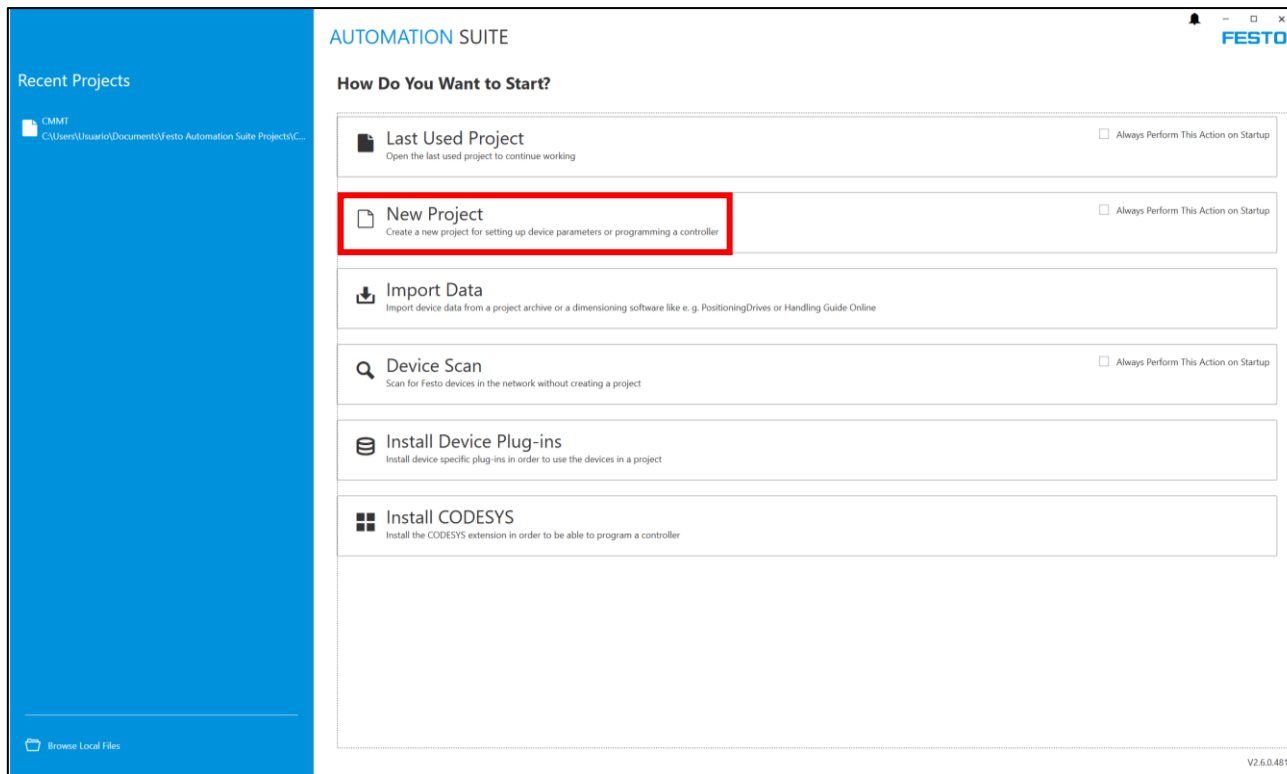 AUTOMATION SUITE
FESTO
Recent Projects
CMMT
C:\Users\Usuario\Documents\Festo Automation Suite Projects\C...
How Do You Want to Start?
Last Used Project
Open the last used project to continue working
Always Perform This Action on Startup
New Project
Create a new project for setting up device parameters or programming a controller
Always Perform This Action on Startup
Import Data
Import device data from a project archive or a dimensioning software like e. g. PositioningDrives or Handling Guide Online
Device Scan
Scan for Festo devices in the network without creating a project
Always Perform This Action on Startup
Install Device Plug-ins
Install device specific plug-ins in order to use the devices in a project
Install CODESYS
Install the CODESYS extension in order to be able to program a controller
Browse Local Files
V2.6.0.481